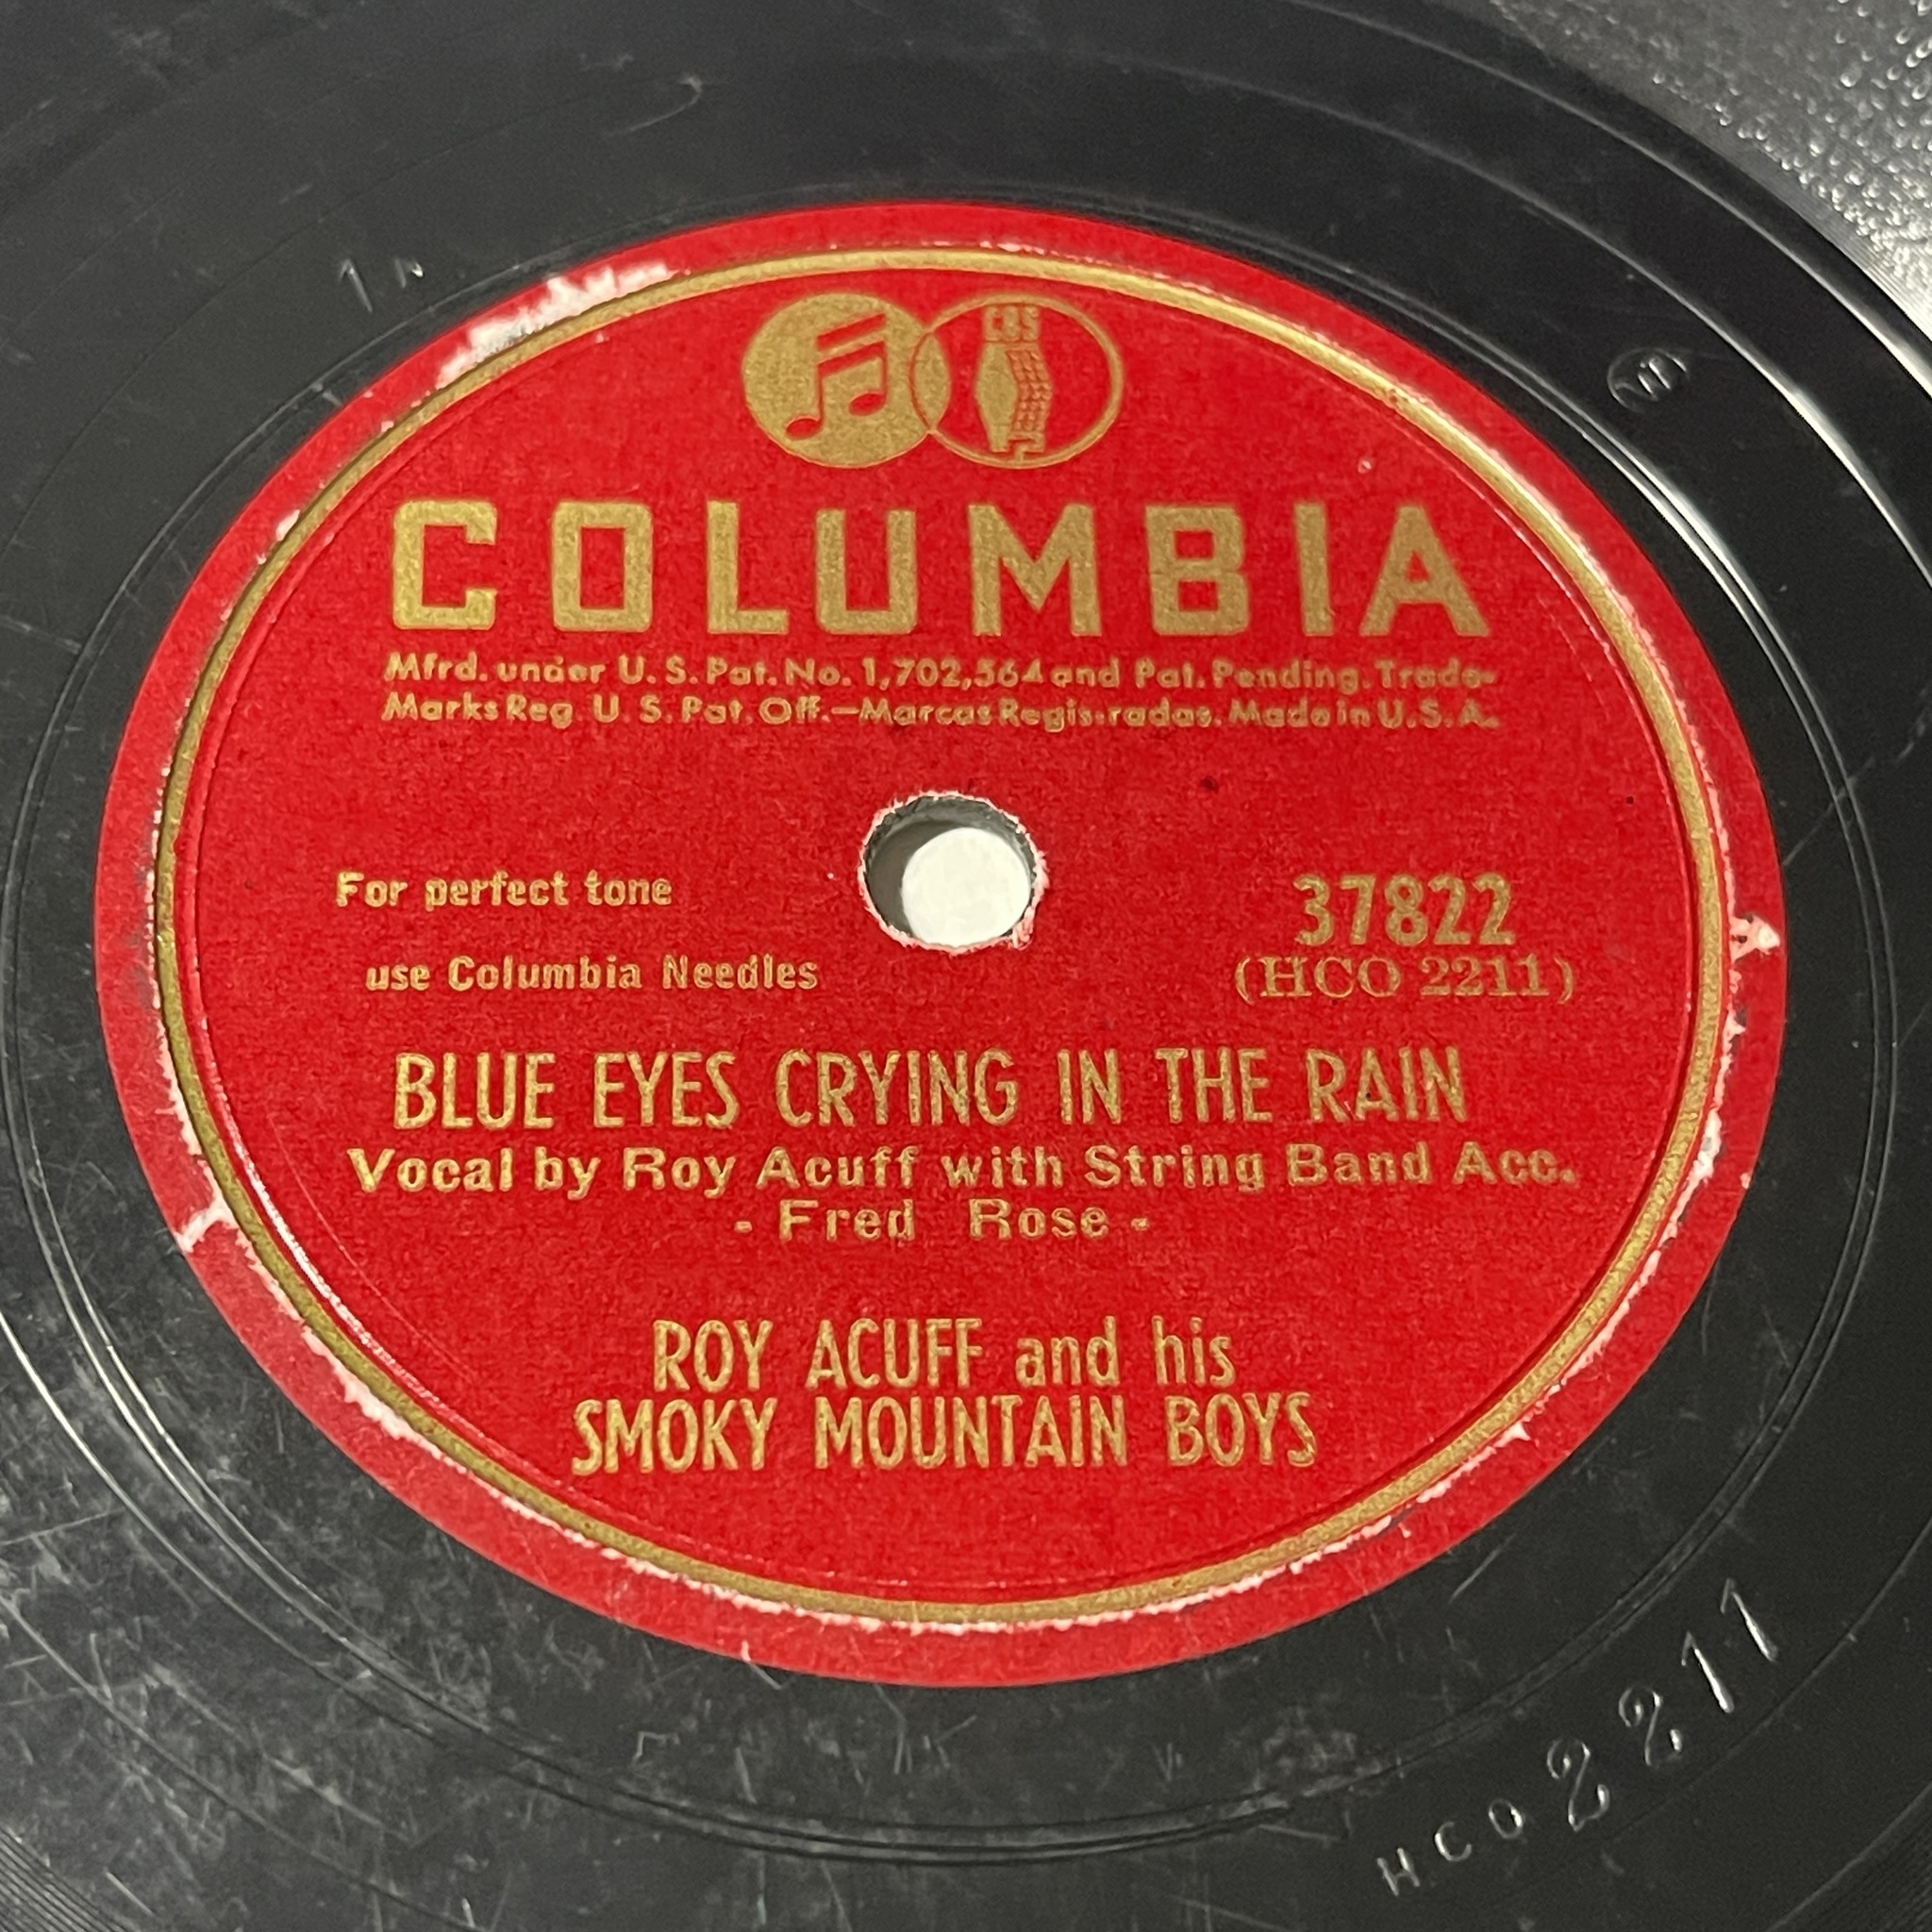 CBS
COLUMBIA
Mfrd. under U. S. Pat. No. 1,702,564 and Pat. Pending. Trade-
Marks Reg. U. S. Pat. Off.—Marcas Registradas. Made in U.S.A.
For perfect tone
use Columbia Needles
37822
(HCO 2211)
BLUE EYES CRYING IN THE RAIN
Vocal by Roy Acuff with String Band Acc.
- Fred Rose -
ROY ACUFF and his
SMOKY MOUNTAIN BOYS
HCO 2211